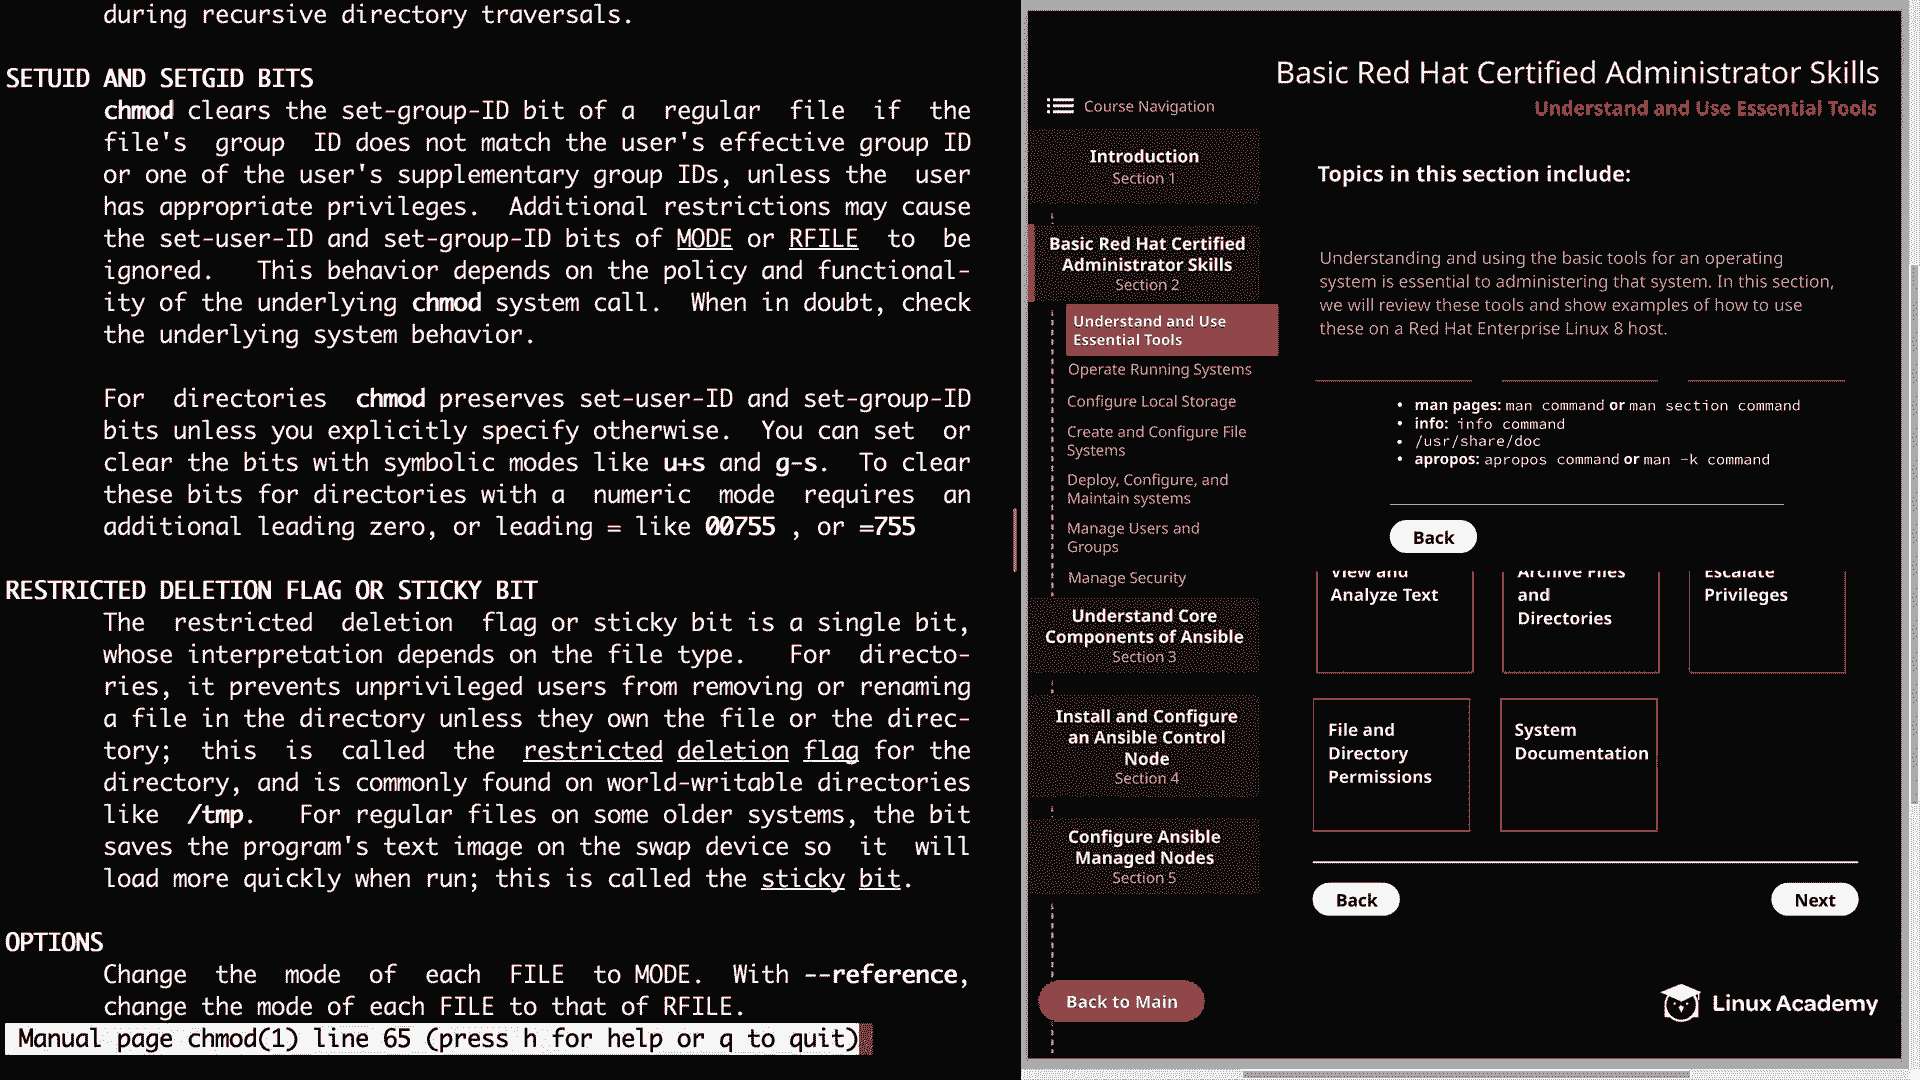 during recursive directory traversals.
SETUID AND SETGID BITS
chmod clears the set-group-ID bit of a regular file if the
file's group ID does not match the user's effective group ID
or one of the user's supplementary group IDs, unless the user
has appropriate privileges. Additional restrictions may cause
the set-user-ID and set-group-ID bits of MODE or RFILE to be
ignored. This behavior depends on the policy and functional-
ity of the underlying chmod system call. When in doubt, check
the underlying system behavior.
For directories chmod preserves set-user-ID and set-group-ID
bits unless you explicitly specify otherwise. You can set or
clear the bits with symbolic modes like u+s and g-s. To clear
these bits for directories with a numeric mode requires an
additional leading zero, or leading = like 00755 , or =755
RESTRICTED DELETION FLAG OR STICKY BIT
The restricted deletion flag or sticky bit is a single bit,
whose interpretation depends on the file type. For directo-
ries, it prevents unprivileged users from removing or renaming
a file in the directory unless they own the file or the direc-
tory; this is called the restricted deletion flag for the
directory, and is commonly found on world-writable directories
like /tmp. For regular files on some older systems, the bit
saves the program's text image on the swap device so it will
load more quickly when run; this is called the sticky bit.
OPTIONS
Change the mode of each FILE to MODE. With --reference,
change the mode of each FILE to that of RFILE.
Manual page chmod(1) line 65 (press h for help or q to quit)
Basic Red Hat Certified Administrator Skills
Understand and Use Essential Tools
Course Navigation
Introduction
Section 1
Basic Red Hat Certified
Administrator Skills
Section 2
Understand and Use
Essential Tools
Operate Running Systems
Configure Local Storage
Create and Configure File
Systems
Deploy, Configure, and
Maintain systems
Manage Users and
Groups
Manage Security
Understand Core
Components of Ansible
Section 3
Install and Configure
an Ansible Control
Node
Section 4
Configure Ansible
Managed Nodes
Section 5
Back to Main
Topics in this section include:
Understanding and using the basic tools for an operating
system is essential to administering that system. In this section,
we will review these tools and show examples of how to use
these on a Red Hat Enterprise Linux 8 host.
• man pages: man command or man section command
• info: info command
• /usr/share/doc
• apropos: apropos command or man -k command
Back
View and
Analyze Text
Archive Files
and
Directories
Escalate
Privileges
File and
Directory
Permissions
System
Documentation
Back
Next
Linux Academy